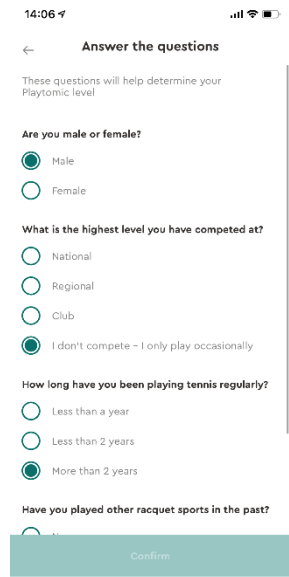 14:06
Answer the questions
These questions will help determine your
Playtomic level
Are you male or female?
Male
Female
What is the highest level you have competed at?
National
Regional
Club
I don't compete – I only play occasionally
How long have you been playing tennis regularly?
Less than a year
Less than 2 years
More than 2 years
Have you played other racquet sports in the past?
Confirm